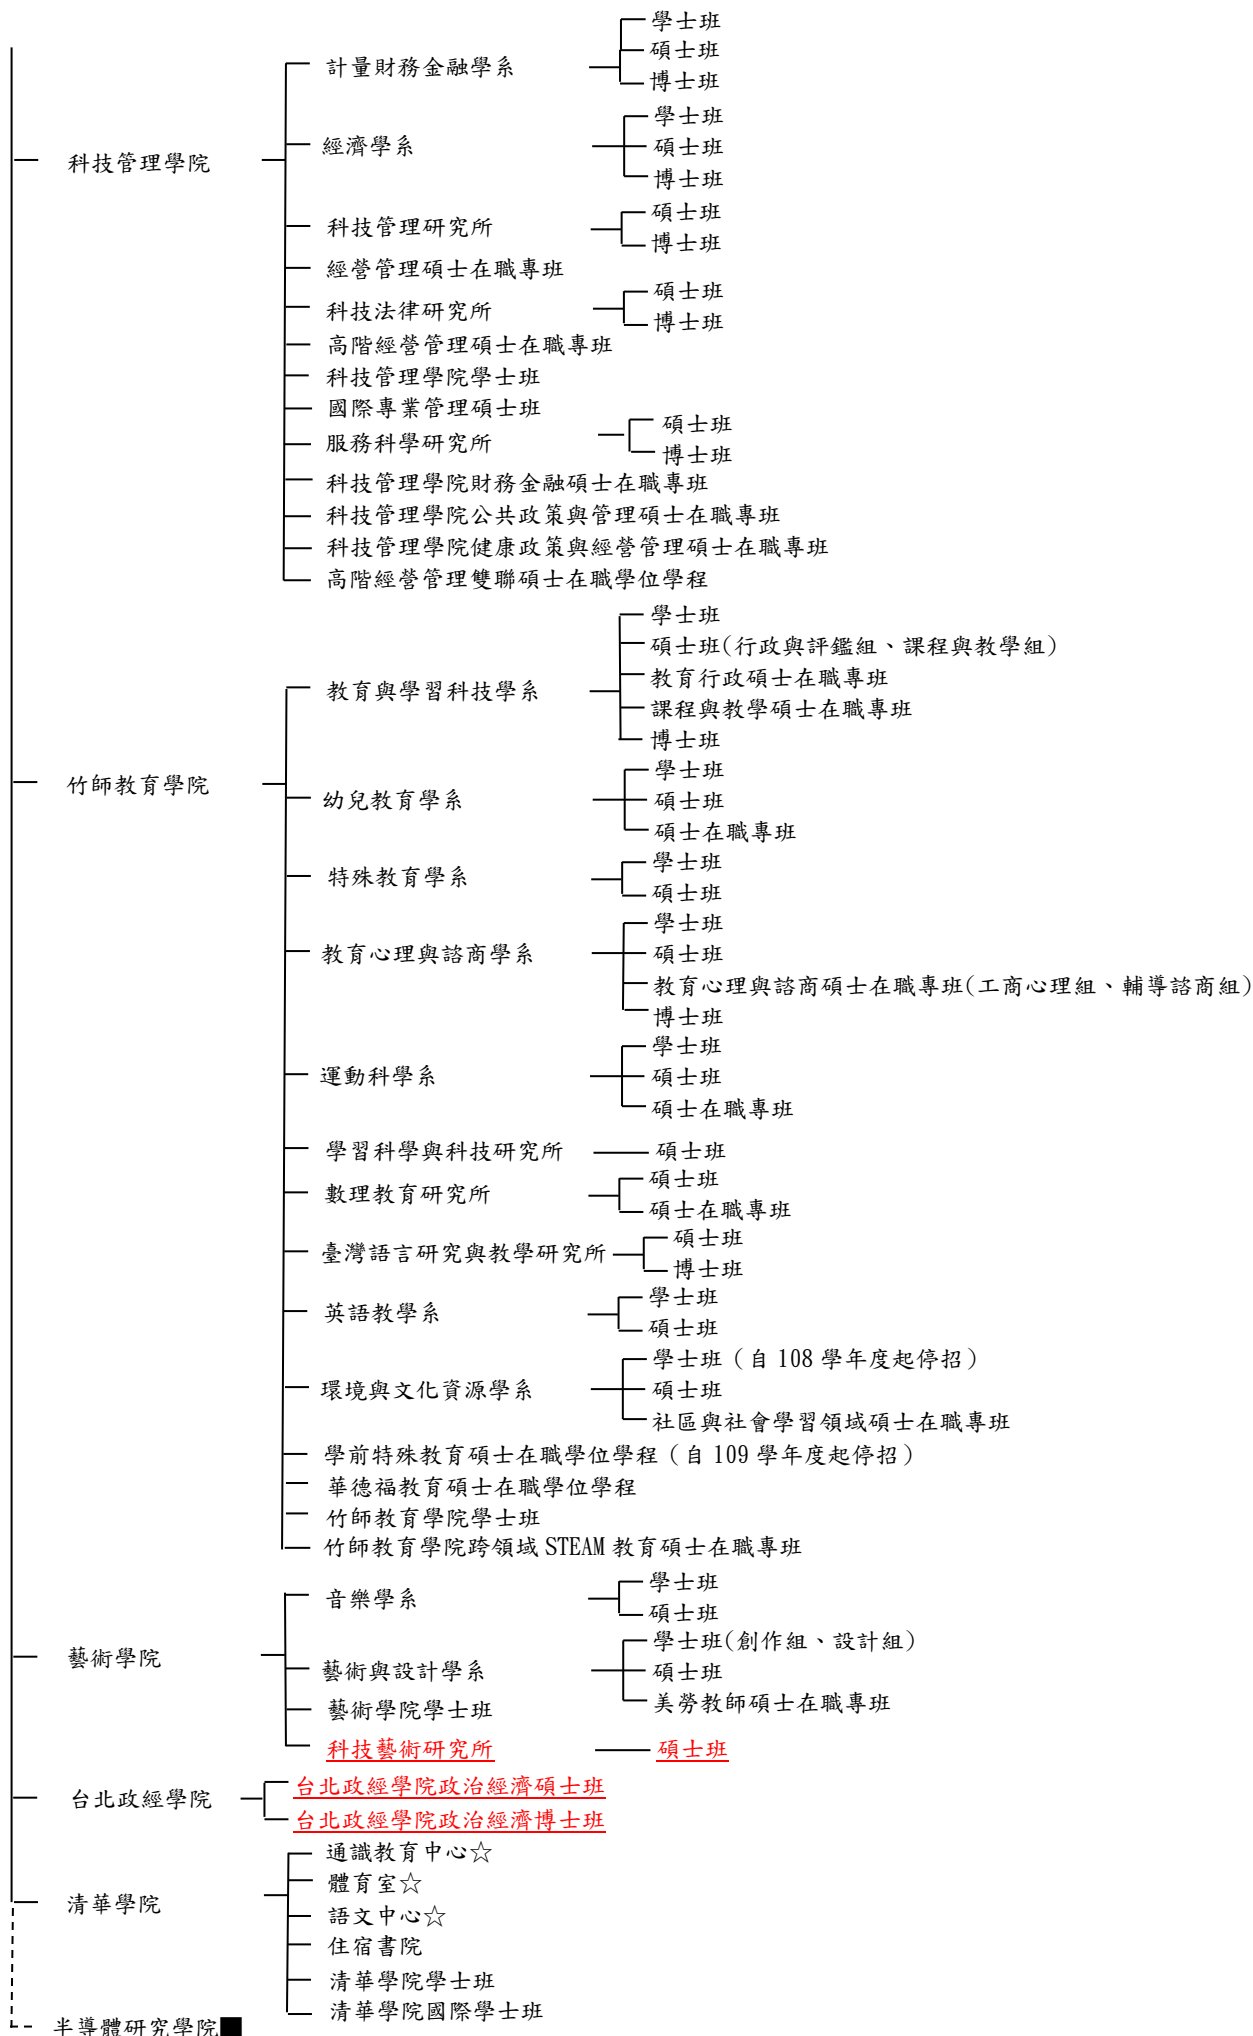 學士班
計量財務金融學系
碩士班
博士班
學士班
經濟學系
碩士班
科技管理學院
博士班
碩士班
科技管理研究所
博士班
經營管理碩士在職專班
碩士班
科技法律研究所
博士班
高階經營管理碩士在職專班
科技管理學院學士班
國際專業管理碩士班
碩士班
服務科學研究所
博士班
科技管理學院財務金融碩士在職專班
科技管理學院公共政策與管理碩士在職專班
科技管理學院健康政策與經營管理碩士在職專班
高階經營管理雙聯碩士在職學位學程
學士班
碩士班(行政與評鑑組、課程與教學組)
教育行政碩士在職專班
教育與學習科技學系
課程與教學碩士在職專班
博士班
學士班
竹師教育學院
幼兒教育學系
碩士班
碩士在職專班
學士班
特殊教育學系
碩士班
學士班
教育心理與諮商學系
碩士班
教育心理與諮商碩士在職專班(工商心理組、輔導諮商組)
博士班
學士班
運動科學系
碩士班
碩士在職專班
學習科學與科技研究所
碩士班
碩士班
數理教育研究所
碩士在職專班
碩士班
臺灣語言研究與教學研究所
博士班
學士班
英語教學系
碩士班
學士班（自 108 學年度起停招）
環境與文化資源學系
碩士班
社區與社會學習領域碩士在職專班
學前特殊教育碩士在職學位學程（自 109 學年度起停招）
華德福教育碩士在職學位學程
竹師教育學院學士班
竹師教育學院跨領域 STEAM 教育碩士在職專班
學士班
音樂學系
碩士班
學士班(創作組、設計組)
藝術學院
藝術與設計學系
碩士班
美勞教師碩士在職專班
藝術學院學士班
科技藝術研究所
碩士班
台北政經學院
台北政經學院政治經濟碩士班
台北政經學院政治經濟博士班
通識教育中心☆
體育室☆
清華學院
語文中心☆
住宿書院
清華學院學士班
清華學院國際學士班
半導體研究學院■